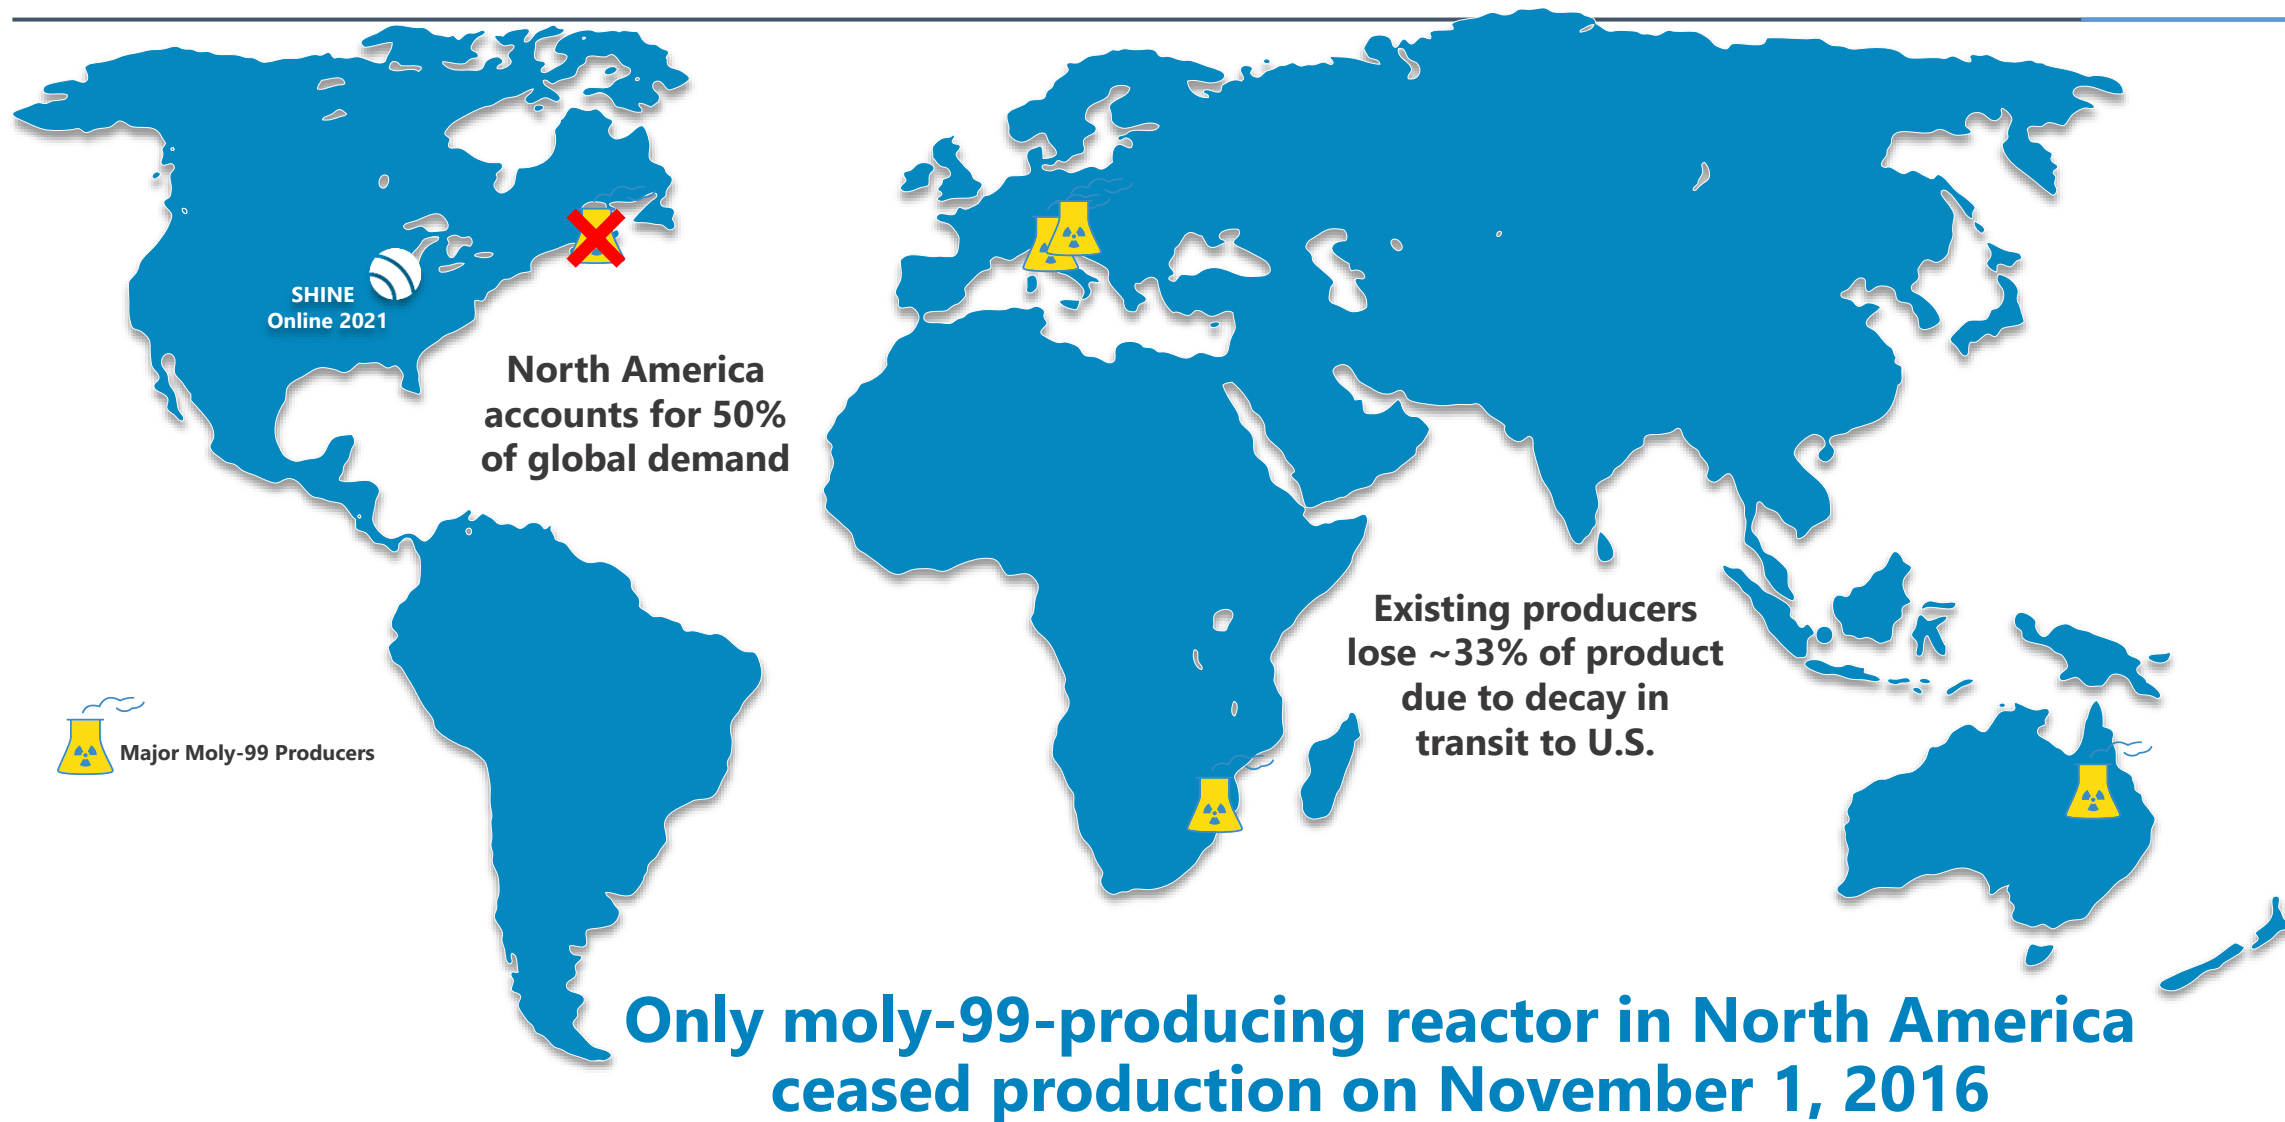 SHINE
Online 2021
North America
accounts for 50%
of global demand
Existing producers
lose ~33% of product
due to decay in
transit to U.S.
Major Moly-99 Producers
Only moly-99-producing reactor in North America
ceased production on November 1, 2016